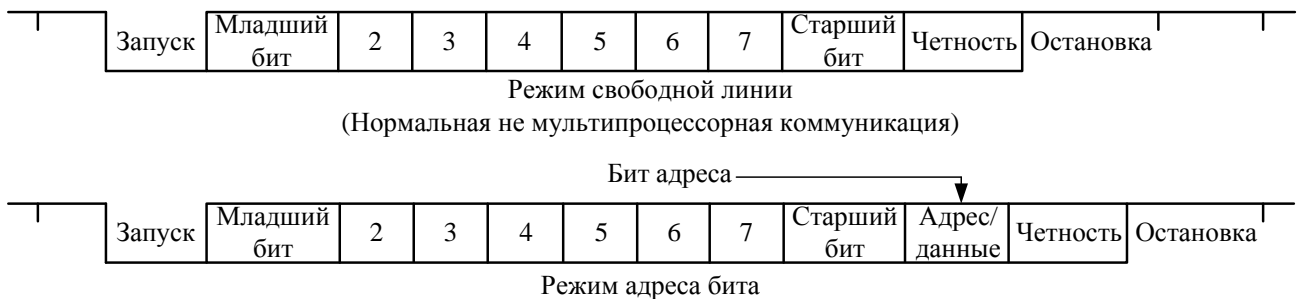 Запуск Младший бит 2 3 4 5 6 7 Старший бит Четность Остановка
Режим свободной линии
(Нормальная не мультипроцессорная коммуникация)
Бит адреса
Запуск Младший бит 2 3 4 5 6 7 Старший бит Адрес/ данные Четность Остановка
Режим адреса бита